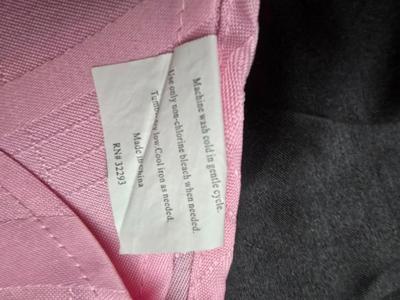 Machine wash cold in gentle cycle.
Use only non-chlorine bleach when needed.
Tumble dry low.Cool iron as needed.
Made in China
RN# 32293